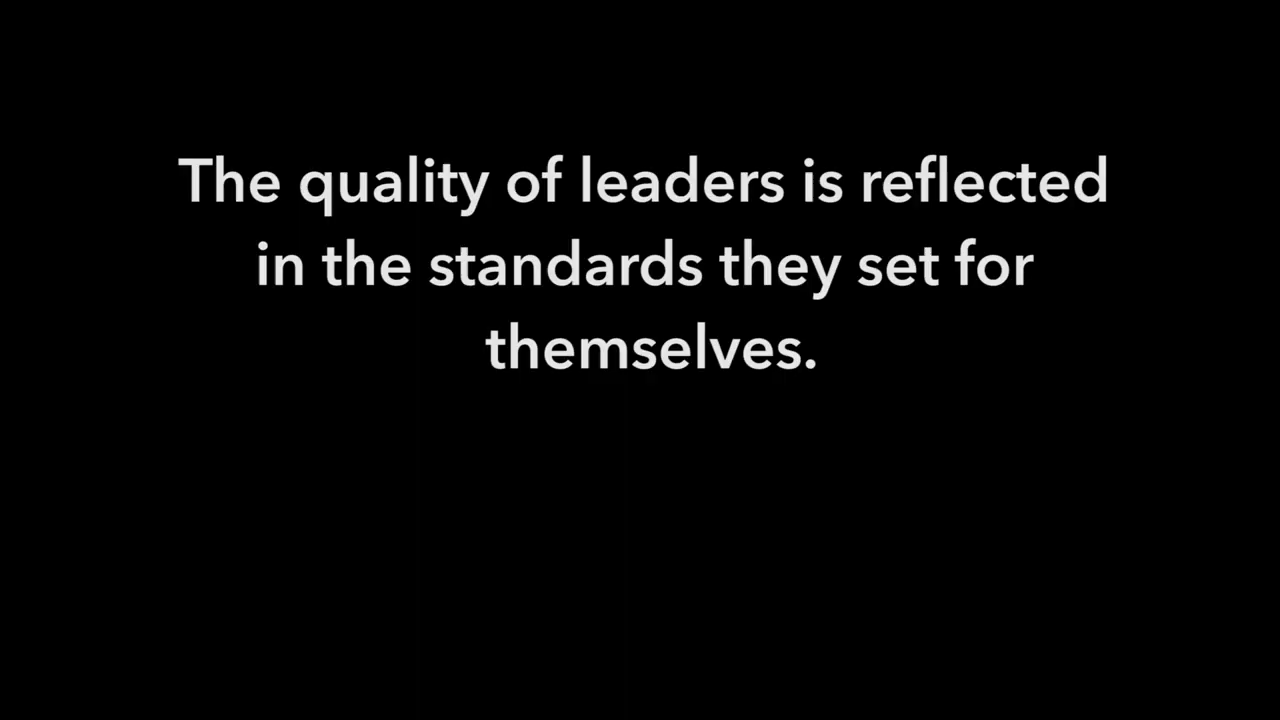 The quality of leaders is reflected
in the standards they set for
themselves.